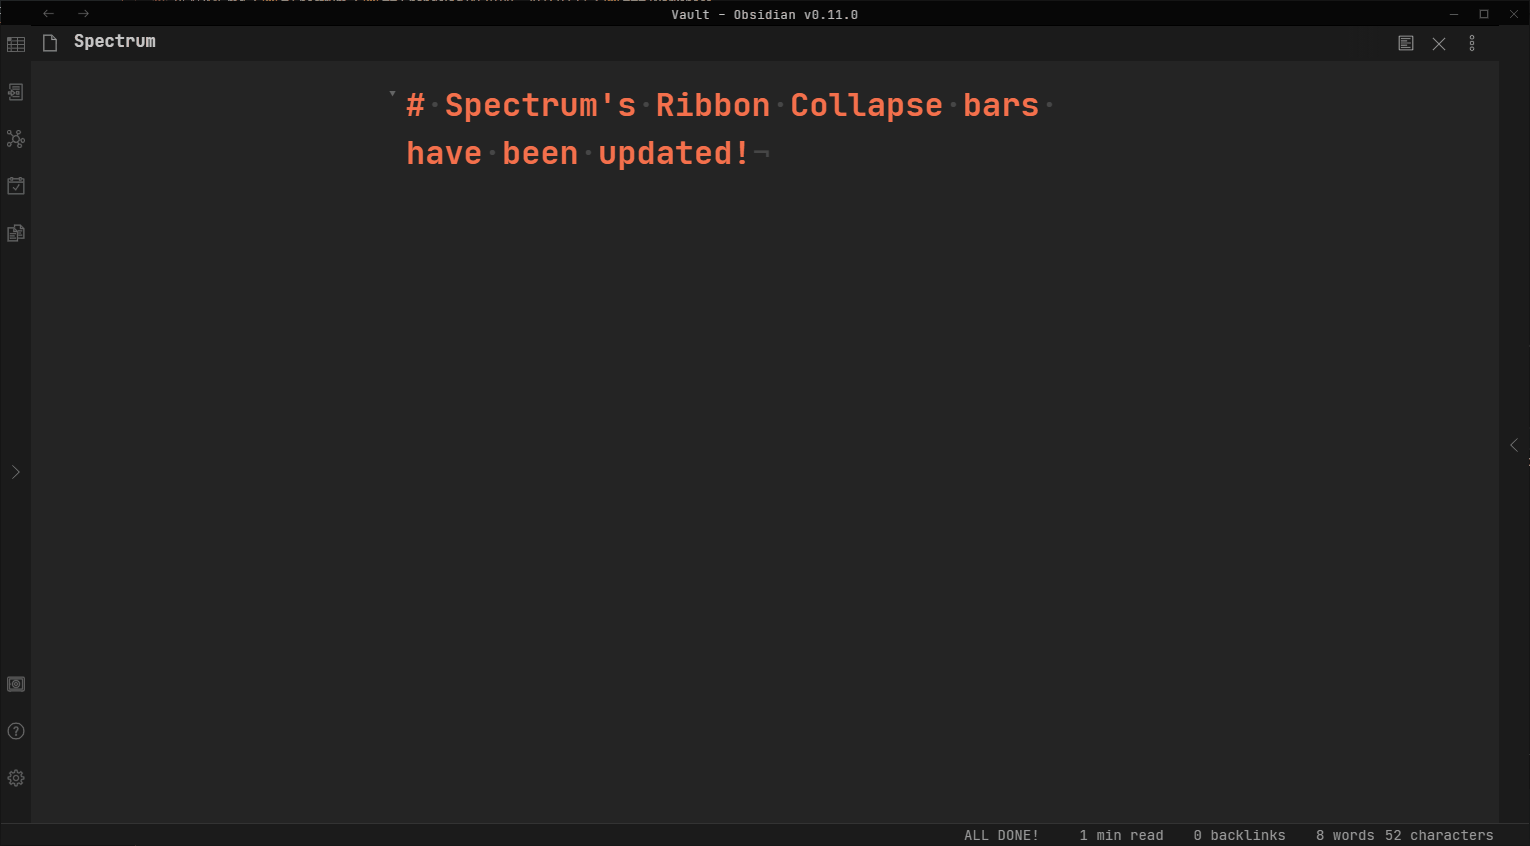 Vault - Obsidian v0.11.0
Spectrum
# Spectrum's Ribbon Collapse bars
have been updated!¬
ALL DONE! 1 min read 0 backlinks 8 words 52 characters